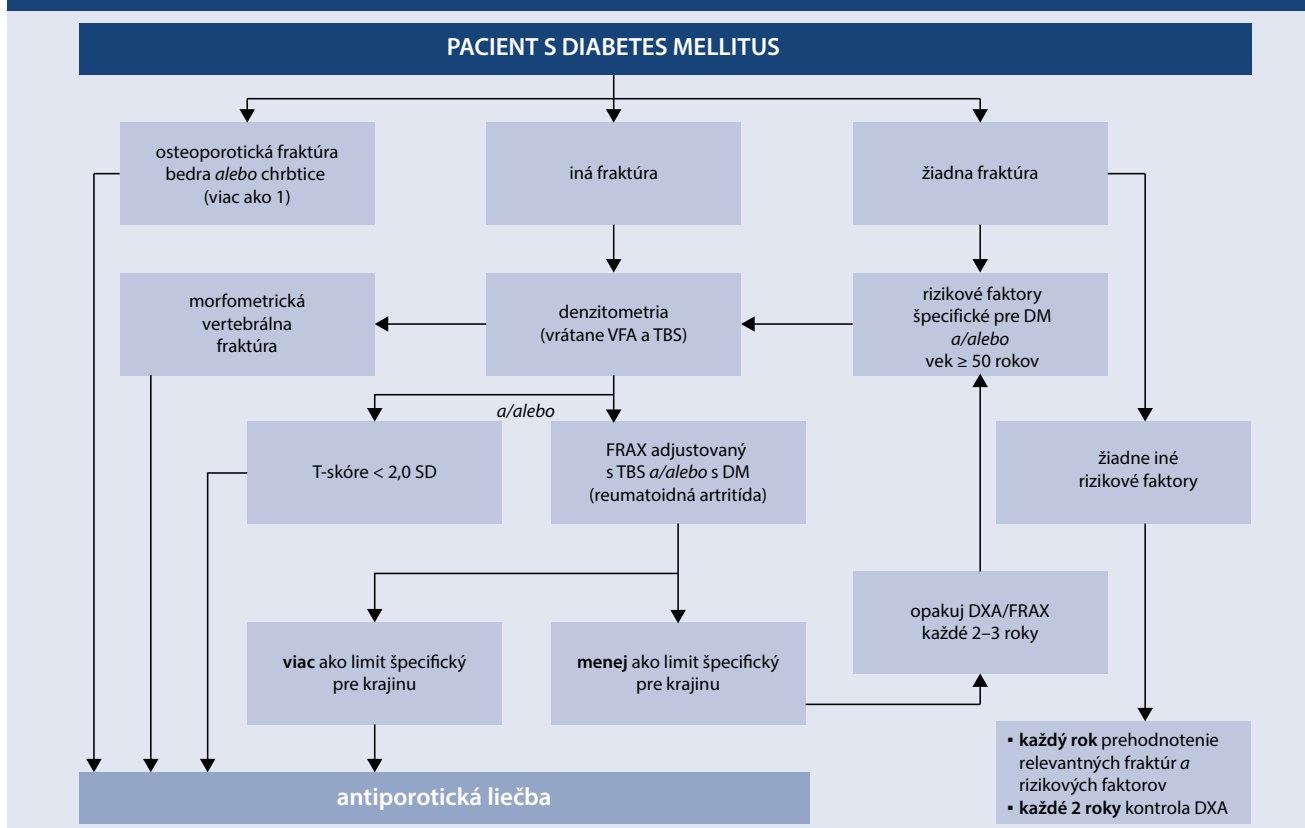 PACIENT S DIABETES MELLITUS
osteoporotická fraktúra
bedra alebo chrbtice
(viac ako 1)
iná fraktúra
žiadna fraktúra
morfometrická
vertebrálna
fraktúra
denzitometria
(vrátane VFA a TBS)
rizikové faktory
špecifické pre DM
a/alebo
vek ≥ 50 rokov
a/alebo
T-skóre < 2,0 SD
FRAX adjustovaný
s TBS a/alebo s DM
(reumatoidná artritída)
žiadne iné
rizikové faktory
opakuj DXA/FRAX
každé 2–3 roky
viac ako limit špecifický
pre krajinu
menej ako limit špecifický
pre krajinu
▪ každý rok prehodnotenie
relevantných fraktúr a
rizikových faktorov
▪ každé 2 roky kontrola DXA
antiporotická liečba